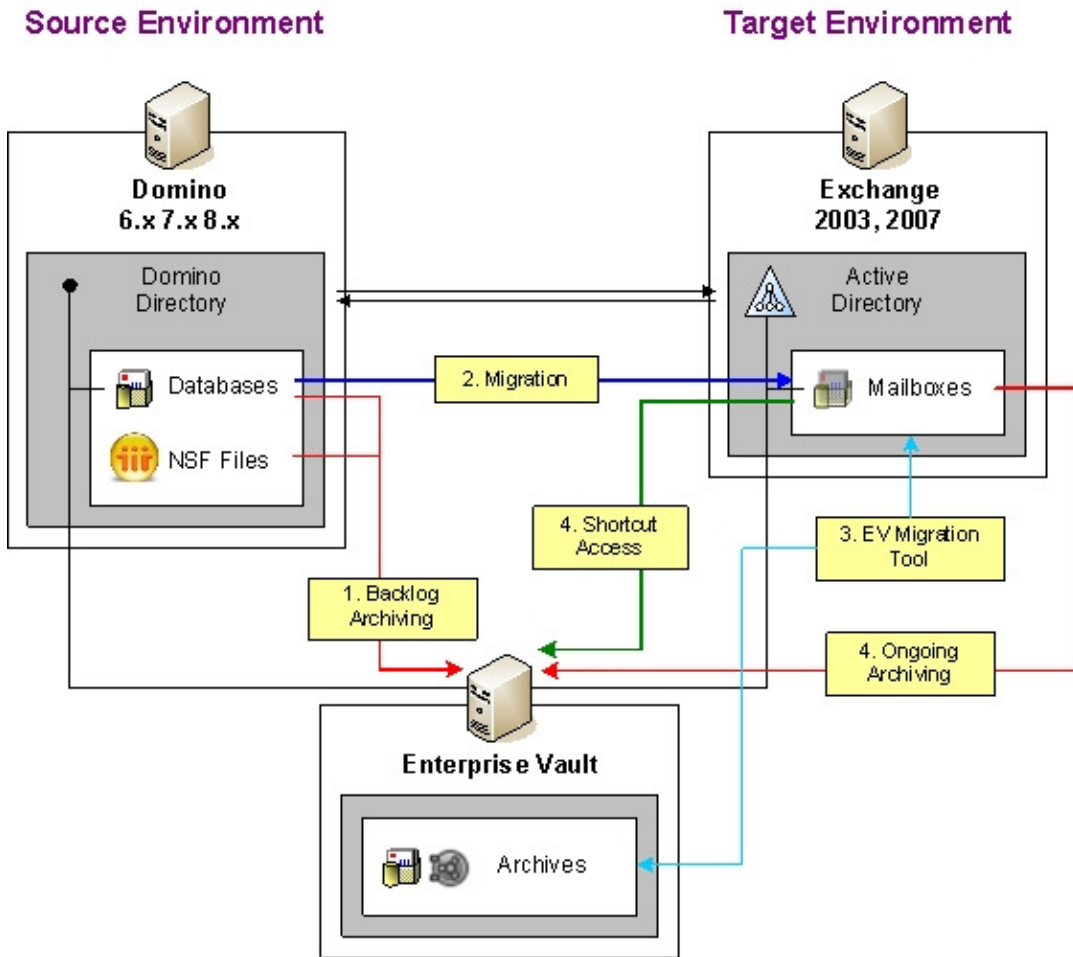 Source Environment
Target Environment
Domino
6.x 7.x 8.x
Exchange
2003, 2007
Domino
Directory
Active
Directory
Databases
2. Migration
Mailboxes
NSF Files
4. Shortcut
Access
3. EV Migration
Tool
1. Backlog
Archiving
4. Ongoing
Archiving
Enterprise Vault
Archives